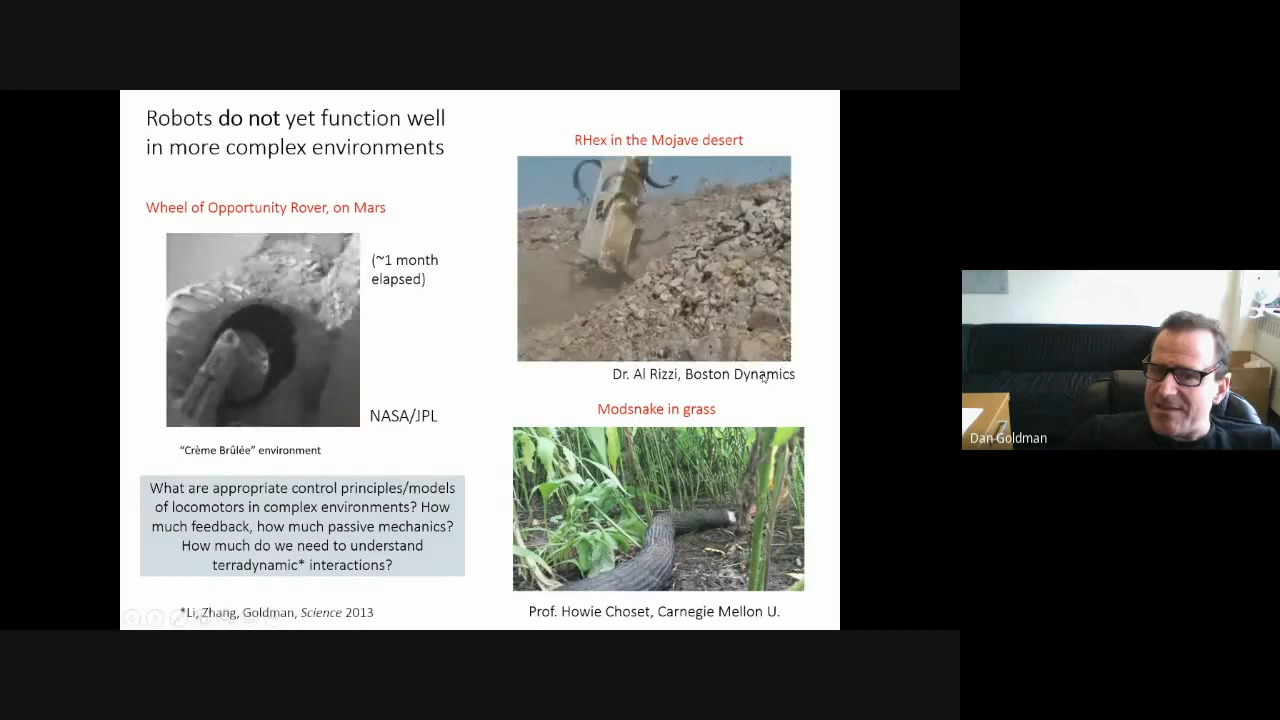 Robots do not yet function well
in more complex environments
Wheel of Opportunity Rover, on Mars
(~1 month
elapsed)
NASA/JPL
“Crème Brûlée” environment
What are appropriate control principles/models
of locomotors in complex environments? How
much feedback, how much passive mechanics?
How much do we need to understand
terradynamic* interactions?
*Li, Zhang, Goldman, Science 2013
RHex in the Mojave desert
Dr. Al Rizzi, Boston Dynamics
Modsnake in grass
Prof. Howie Choset, Carnegie Mellon U.
Dan Goldman